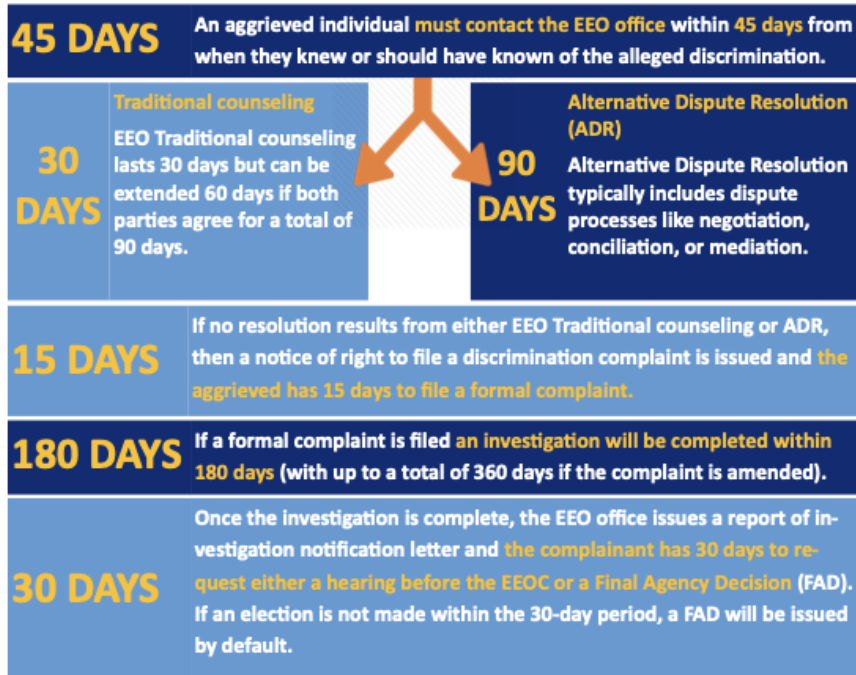 45 DAYS
An aggrieved individual must contact the EEO office within 45 days from
when they knew or should have known of the alleged discrimination.
30
DAYS
Traditional counseling
EEO Traditional counseling
lasts 30 days but can be
extended 60 days if both
parties agree for a total of
90 days.
90
DAYS
Alternative Dispute Resolution
(ADR)
Alternative Dispute Resolution
typically includes dispute
processes like negotiation,
conciliation, or mediation.
15 DAYS
If no resolution results from either EEO Traditional counseling or ADR,
then a notice of right to file a discrimination complaint is issued and the
aggrieved has 15 days to file a formal complaint.
180 DAYS
If a formal complaint is filed an investigation will be completed within
180 days (with up to a total of 360 days if the complaint is amended).
30 DAYS
Once the investigation is complete, the EEO office issues a report of in-
vestigation notification letter and the complainant has 30 days to re-
quest either a hearing before the EEOC or a Final Agency Decision (FAD).
If an election is not made within the 30-day period, a FAD will be issued
by default.